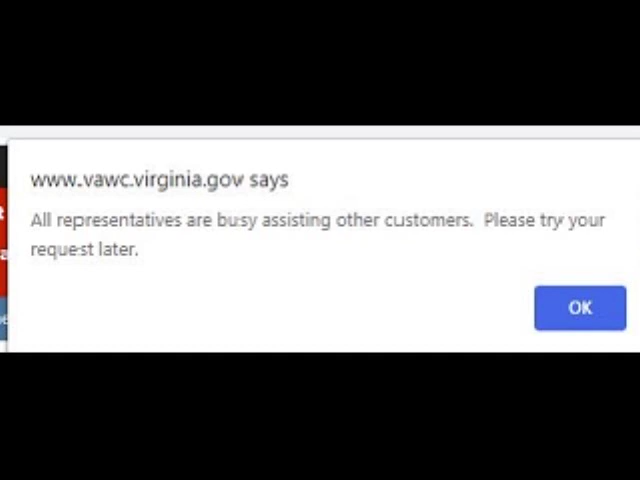 www.vawc.virginia.gov says
All representatives are busy assisting other customers.  Please try your
request later.
OK